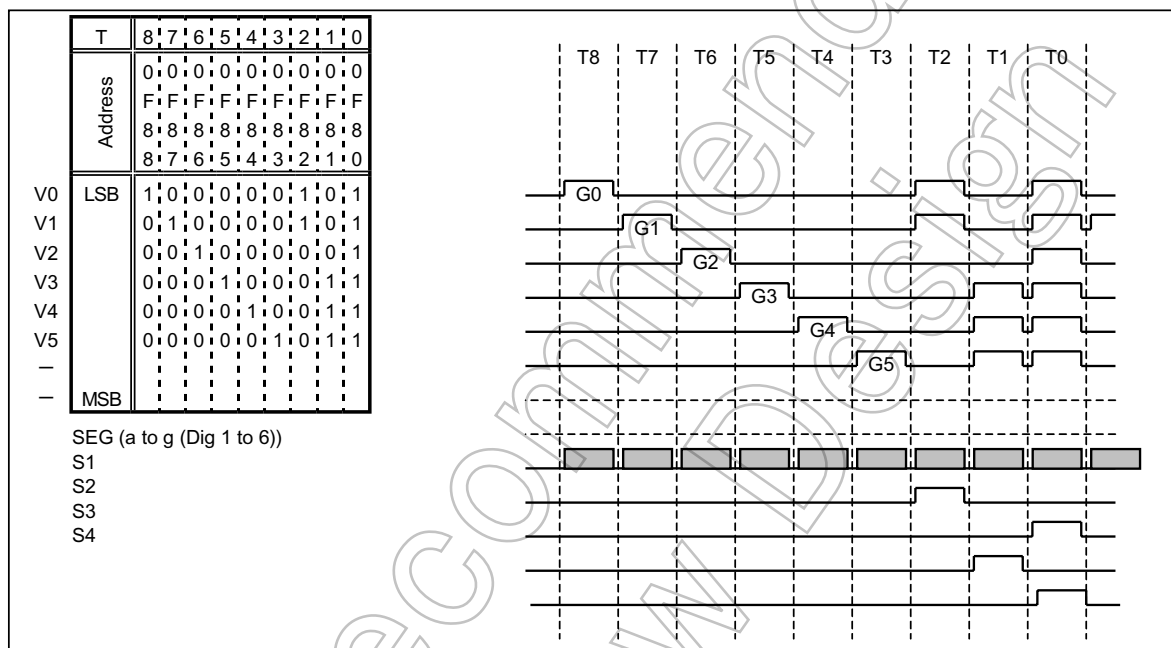 T 8 7 6 5 4 3 2 1 0
Address
0 0 0 0 0 0 0 0 0
F F F F F F F F F
8 8 8 8 8 8 8 8 8
8 7 6 5 4 3 2 1 0
V0 LSB 1 0 0 0 0 0 1 0 1
V1 0 1 0 0 0 0 1 0 1
V2 0 0 1 0 0 0 0 0 1
V3 0 0 0 1 0 0 0 1 1
V4 0 0 0 0 1 0 0 1 1
V5 0 0 0 0 0 1 0 1 1
–
– MSB
SEG (a to g (Dig 1 to 6))
S1
S2
S3
S4
T8 T7 T6 T5 T4 T3 T2 T1 T0
G0
G1
G2
G3
G4
G5
ecommend
w Design